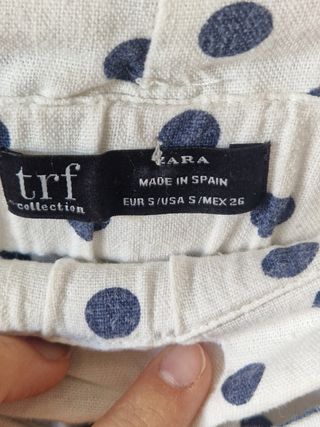 ZARA
trf
collection
MADE IN SPAIN
EUR S/USA S/MEX 26